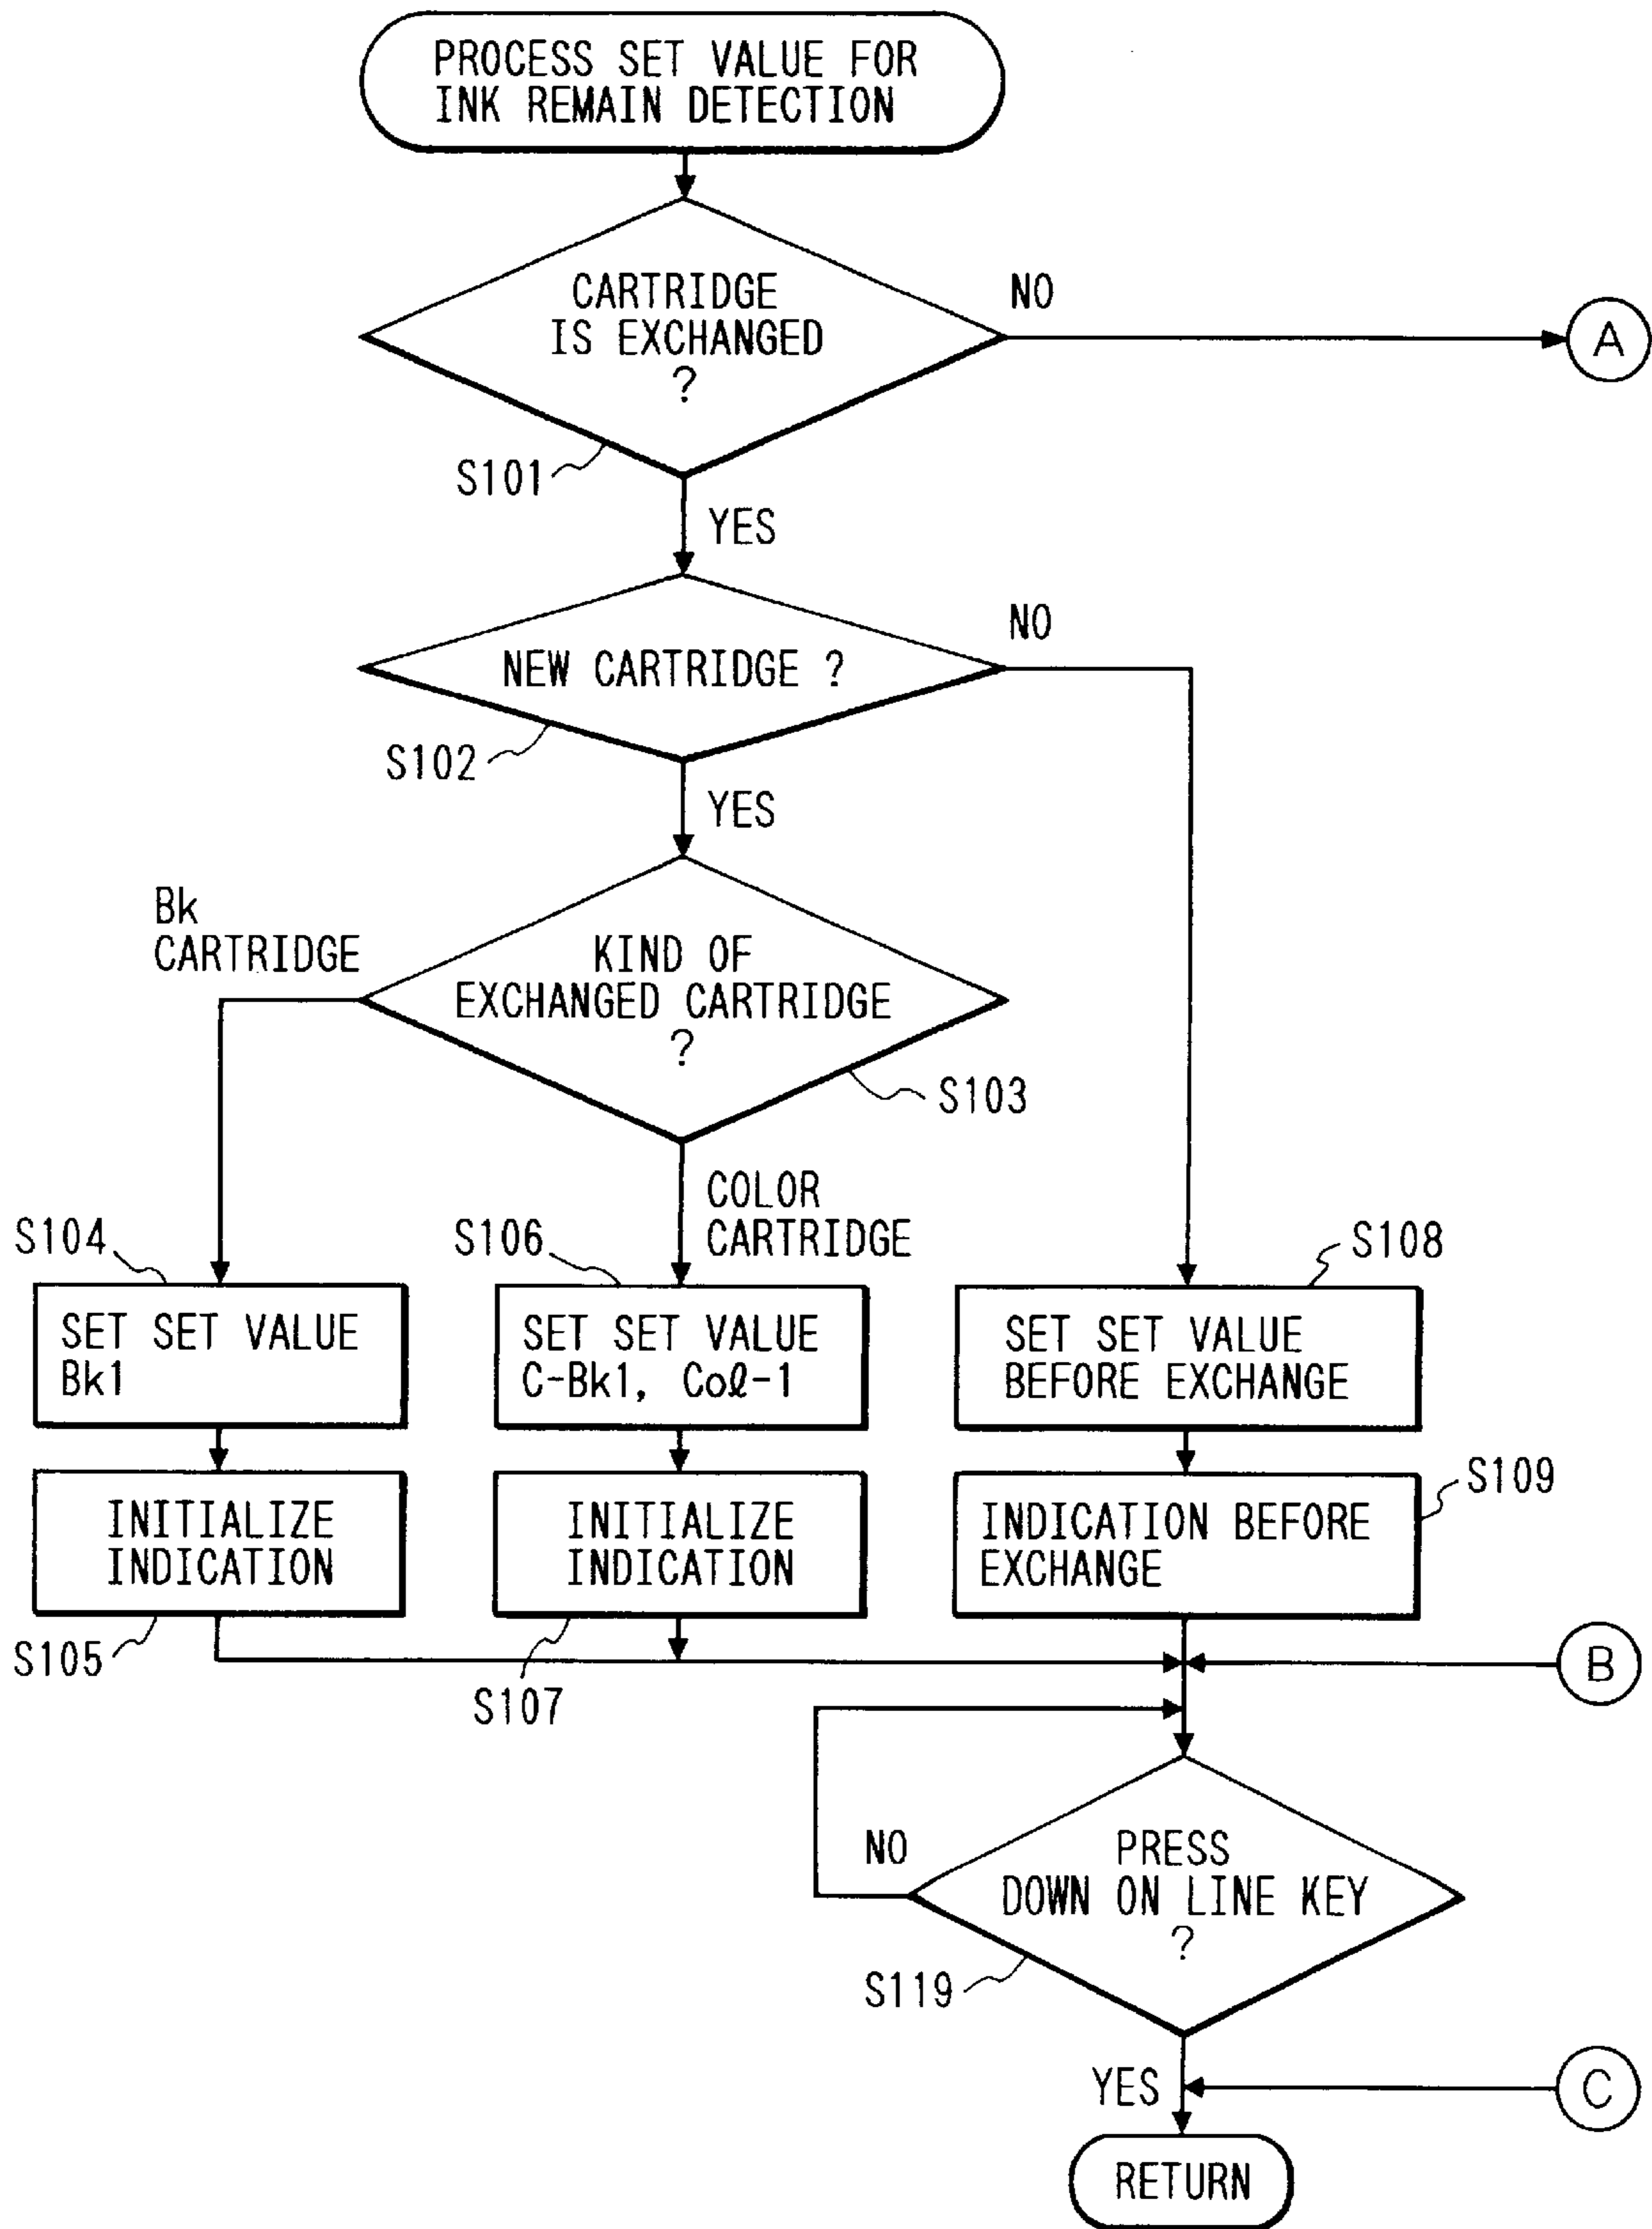 PROCESS SET VALUE FOR
INK REMAIN DETECTION
CARTRIDGE
IS EXCHANGED
?
NO
A
S101
YES
NEW CARTRIDGE ?
NO
S102
YES
Bk
CARTRIDGE
KIND OF
EXCHANGED CARTRIDGE
?
S103
COLOR
CARTRIDGE
S104
S106
S108
SET SET VALUE
Bk1
SET SET VALUE
C-Bk1, Coℓ-1
SET SET VALUE
BEFORE EXCHANGE
S109
INITIALIZE
INDICATION
INITIALIZE
INDICATION
INDICATION BEFORE
EXCHANGE
S105
S107
B
NO
PRESS
DOWN ON LINE KEY
?
S119
YES
C
RETURN